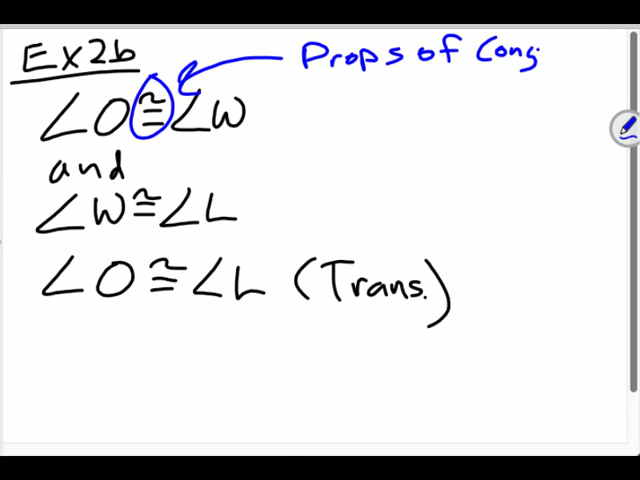 Ex2b
Props of Cong
∠O ≅ ∠W
and
∠W ≅ ∠L
∠O ≅ ∠L (Trans.)